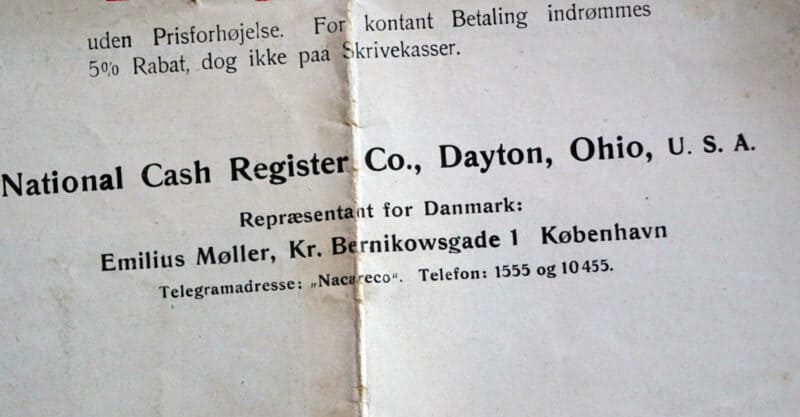 uden Prisforhøjelse. For kontant Betaling indrømmes
5% Rabat, dog ikke paa Skrivekasser.
National Cash Register Co., Dayton, Ohio, U. S. A.
Repræsentant for Danmark:
Emilius Møller, Kr. Bernikowsgade 1 København
Telegramadresse: „Nacareco“. Telefon: 1555 og 10455.